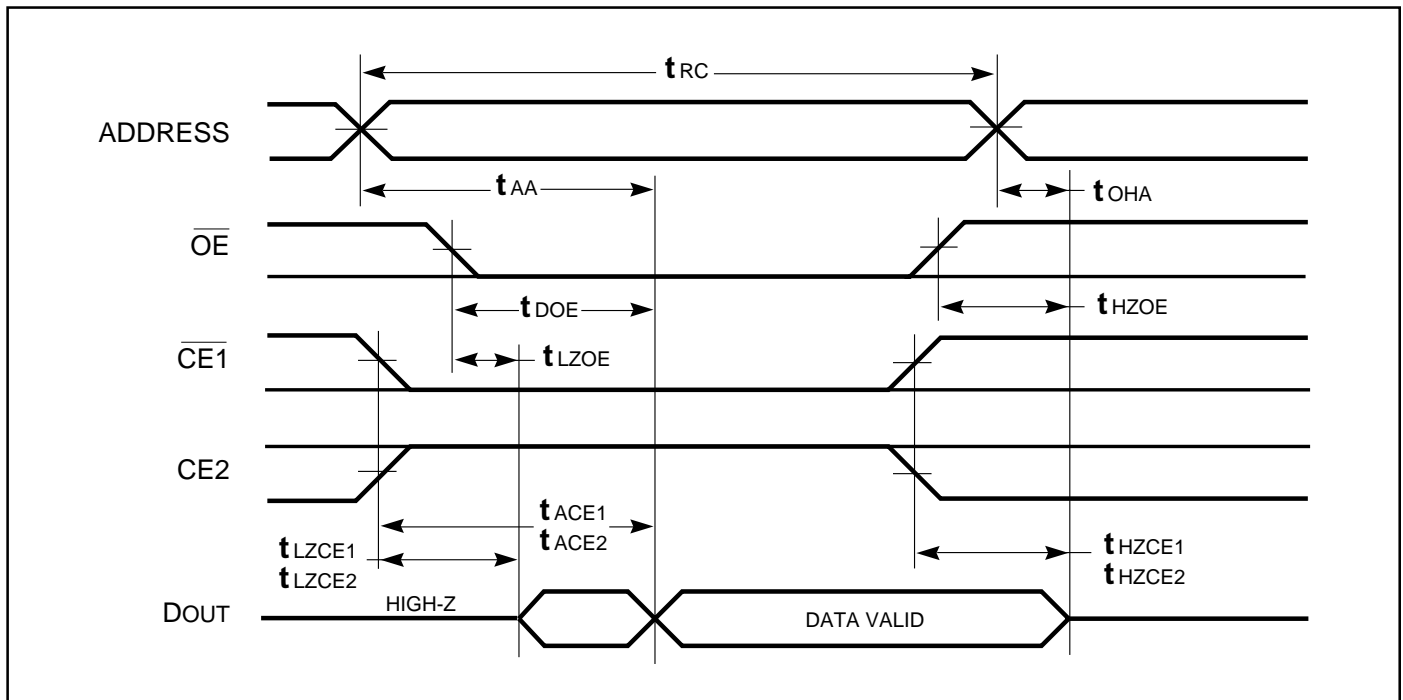 tRC
ADDRESS
tAA
tOHA
OE
tDOE
tHZOE
CE1
tLZOE
CE2
tACE1
tACE2
tLZCE1
tLZCE2
tHZCE1
tHZCE2
DOUT
HIGH-Z
DATA VALID